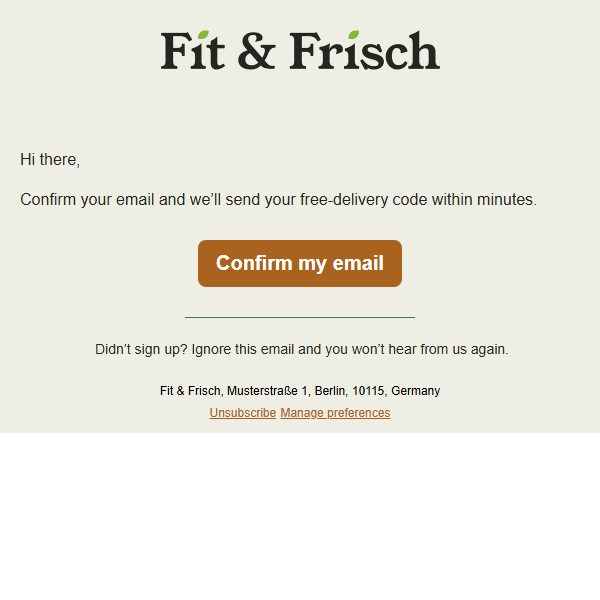 Fit & Frisch
Hi there,
Confirm your email and we’ll send your free-delivery code within minutes.
Confirm my email
Didn’t sign up? Ignore this email and you won’t hear from us again.
Fit & Frisch, Musterstraße 1, Berlin, 10115, Germany
Unsubscribe Manage preferences